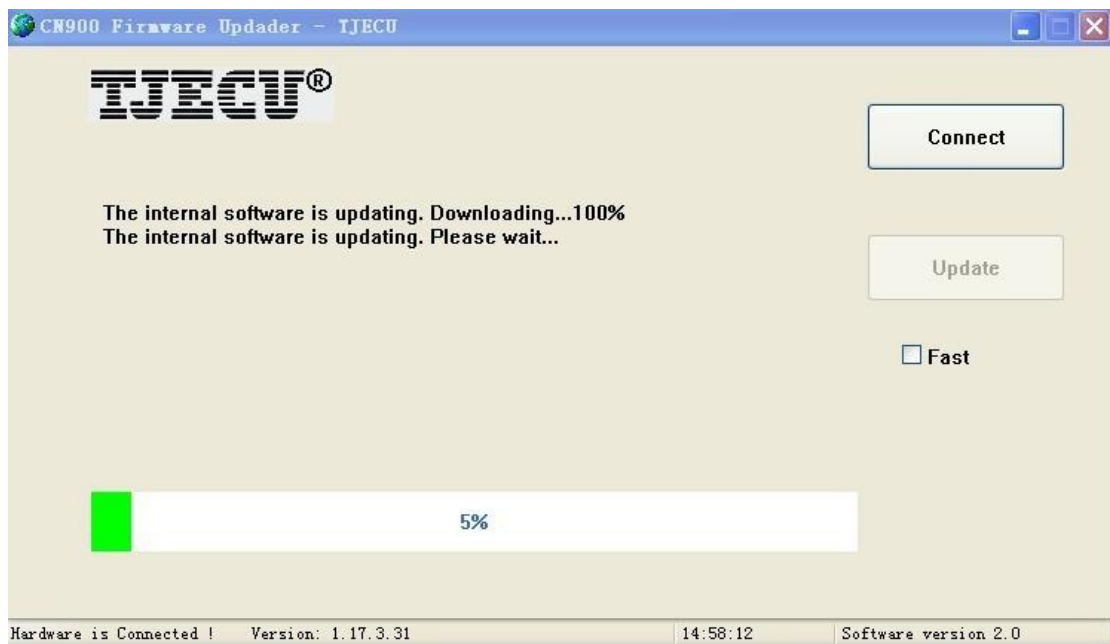 CN900 Firmware Updader - TJECU
TJECU®
Connect
The internal software is updating. Downloading...100%
The internal software is updating. Please wait...
Update
Fast
5%
Hardware is Connected ! Version: 1.17.3.31 14:58:12 Software version 2.0